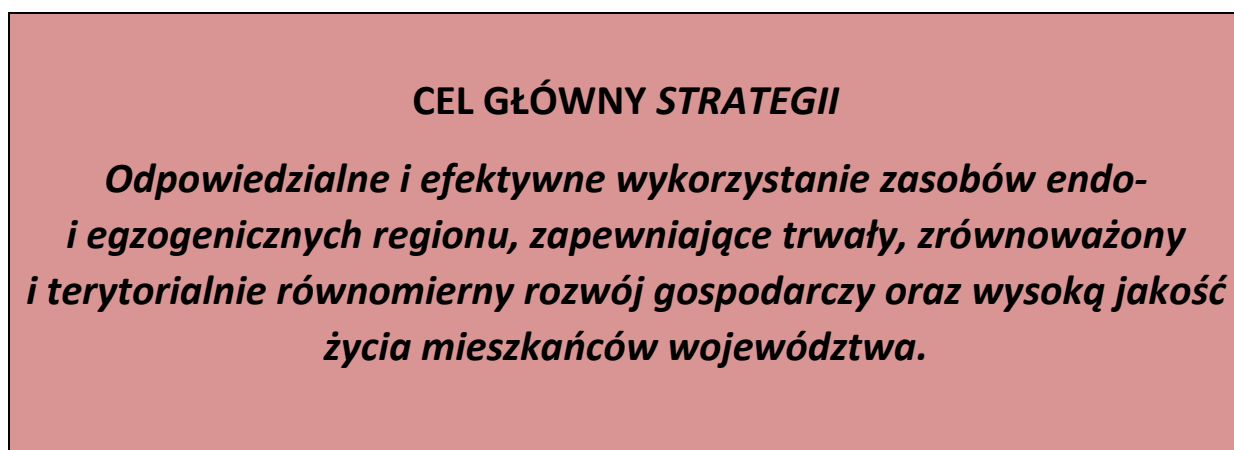 CEL GŁÓWNY STRATEGII
Odpowiedzialne i efektywne wykorzystanie zasobów endo-
i egzogenicznych regionu, zapewniające trwały, zrównoważony
i terytorialnie równomierny rozwój gospodarczy oraz wysoką jakość
życia mieszkańców województwa.